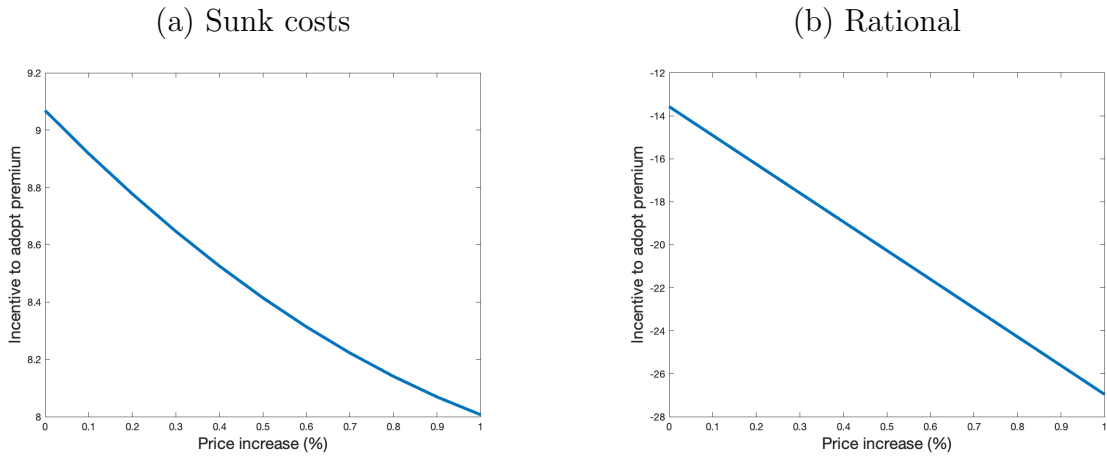 (a) Sunk costs
9.2
9
8.8
8.6
8.4
8.2
8
0 0.1 0.2 0.3 0.4 0.5 0.6 0.7 0.8 0.9 1
Price increase (%)
Incentive to adopt premium
(b) Rational
-12
-14
-16
-18
-20
-22
-24
-26
-28
0 0.1 0.2 0.3 0.4 0.5 0.6 0.7 0.8 0.9 1
Price increase (%)
Incentive to adopt premium